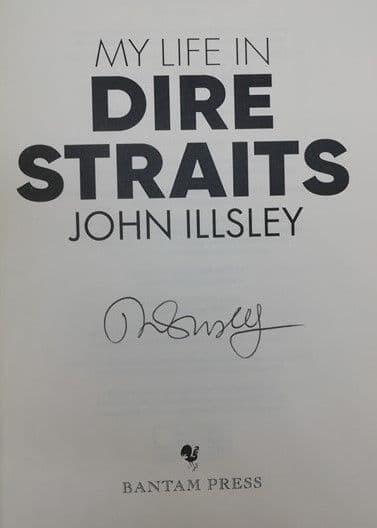 MY LIFE IN
DIRE
STRAITS
JOHN ILLSLEY
BANTAM PRESS